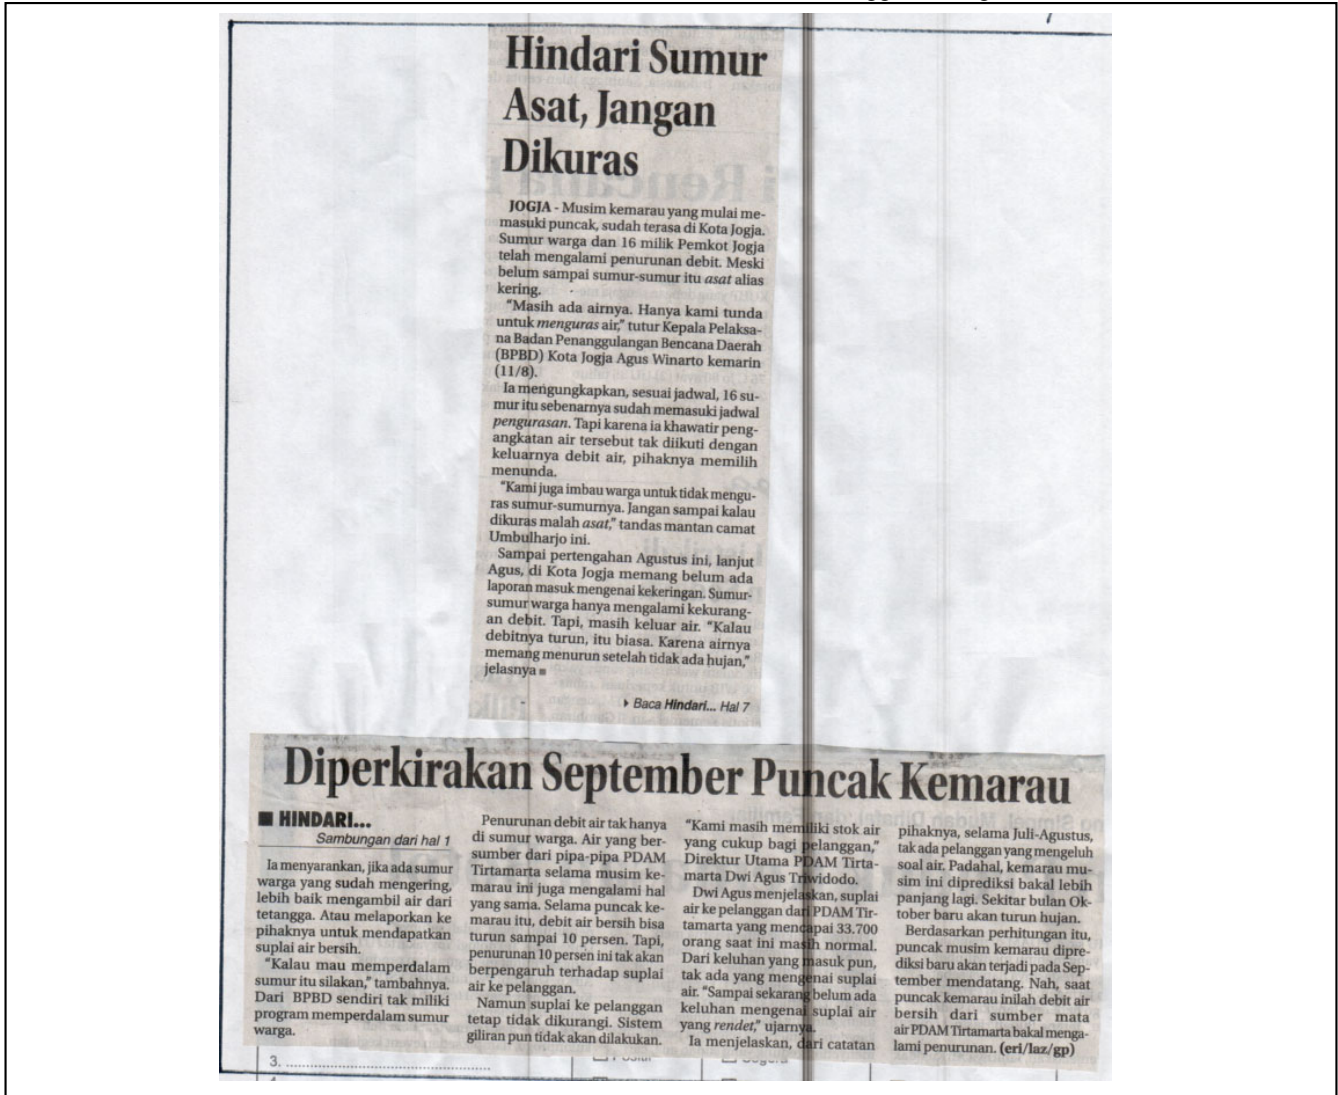 Hindari Sumur
Asat, Jangan
Dikuras
JOGJA - Musim kemarau yang mulai me-
masuki puncak, sudah terasa di Kota Jogja.
Sumur warga dan 16 milik Pemkot Jogja
telah mengalami penurunan debit. Meski
belum sampai sumur-sumur itu asat alias
kering.
“Masih ada airnya. Hanya kami tunda
untuk menguras air,” tutur Kepala Pelaksa-
na Badan Penanggulangan Bencana Daerah
(BPBD) Kota Jogja Agus Winarto kemarin
(11/8).
Ia mengungkapkan, sesuai jadwal, 16 su-
mur itu sebenarnya sudah memasuki jadwal
pengurasan. Tapi karena ia khawatir peng-
angkatan air tersebut tak diikuti dengan
keluarnya debit air, pihaknya memilih
menunda.
“Kami juga imbau warga untuk tidak mengu-
ras sumur-sumurnya. Jangan sampai kalau
dikuras malah asat,” tandas mantan camat
Umbulharjo ini.
Sampai pertengahan Agustus ini, lanjut
Agus, di Kota Jogja memang belum ada
laporan masuk mengenai kekeringan. Sumur-
sumur warga hanya mengalami kekurang-
an debit. Tapi, masih keluar air. “Kalau
debitnya turun, itu biasa. Karena airnya
memang menurun setelah tidak ada hujan,”
jelasnya ■
▸ Baca Hindari... Hal 7
Diperkirakan September Puncak Kemarau
■ HINDARI...
Sambungan dari hal 1
Ia menyarankan, jika ada sumur
warga yang sudah mengering,
lebih baik mengambil air dari
tetangga. Atau melaporkan ke
pihaknya untuk mendapatkan
suplai air bersih.
“Kalau mau memperdalam
sumur itu silakan,” tambahnya.
Dari BPBD sendiri tak miliki
program memperdalam sumur
warga.
Penurunan debit air tak hanya
di sumur warga. Air yang ber-
sumber dari pipa-pipa PDAM
Tirtamarta selama musim ke-
marau ini juga mengalami hal
yang sama. Selama puncak ke-
marau itu, debit air bersih bisa
turun sampai 10 persen. Tapi,
penurunan 10 persen ini tak akan
berpengaruh terhadap suplai
air ke pelanggan.
Namun suplai ke pelanggan
tetap tidak dikurangi. Sistem
giliran pun tidak akan dilakukan.
“Kami masih memiliki stok air
yang cukup bagi pelanggan,”
Direktur Utama PDAM Tirta-
marta Dwi Agus Triwidodo.
Dwi Agus menjelaskan, suplai
air ke pelanggan dari PDAM Tir-
tamarta yang mencapai 33.700
orang saat ini masih normal.
Dari keluhan yang masuk pun,
tak ada yang mengenai suplai
air. “Sampai sekarang belum ada
keluhan mengenai suplai air
yang rendet,” ujarnya.
Ia menjelaskan, dari catatan
pihaknya, selama Juli-Agustus,
tak ada pelanggan yang mengeluh
soal air. Padahal, kemarau mu-
sim ini diprediksi bakal lebih
panjang lagi. Sekitar bulan Ok-
tober baru akan turun hujan.
Berdasarkan perhitungan itu,
puncak musim kemarau dipre-
diksi baru akan terjadi pada Sep-
tember mendatang. Nah, saat
puncak kemarau inilah debit air
bersih dari sumber mata
air PDAM Tirtamarta bakal menga-
lami penurunan. (eri/laz/gp)
3. ......................................................